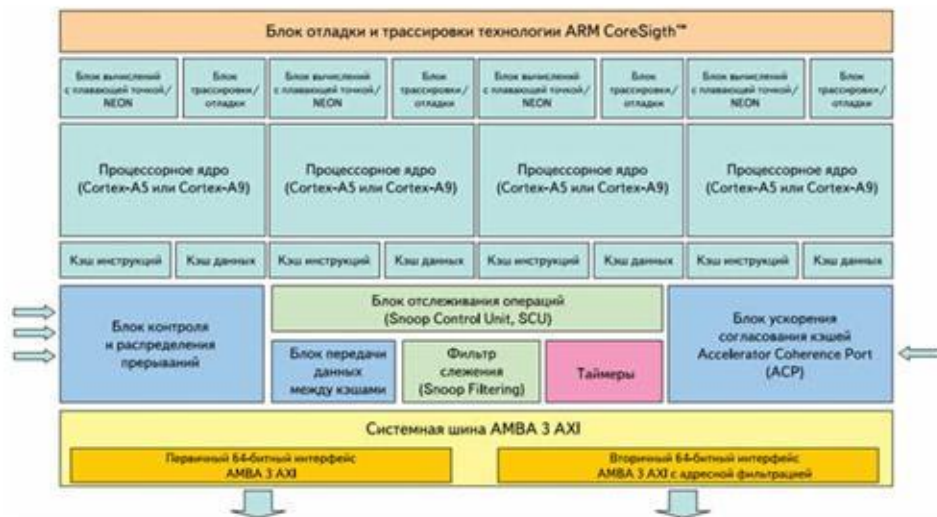 Блок отладки и трассировки технологии ARM CoreSigth™
Блок вычислений
с плавающей точкой/
NEON
Блок
трассировки/
отладки
Блок вычислений
с плавающей точкой/
NEON
Блок
трассировки/
отладки
Блок вычислений
с плавающей точкой/
NEON
Блок
трассировки/
отладки
Блок вычислений
с плавающей точкой/
NEON
Блок
трассировки/
отладки
Процессорное ядро
(Cortex-A5 или Cortex-A9)
Процессорное ядро
(Cortex-A5 или Cortex-A9)
Процессорное ядро
(Cortex-A5 или Cortex-A9)
Процессорное ядро
(Cortex-A5 или Cortex-A9)
Кэш инструкций
Кэш данных
Кэш инструкций
Кэш данных
Кэш инструкций
Кэш данных
Кэш инструкций
Кэш данных
Блок контроля
и распределения
прерываний
Блок отслеживания операций
(Snoop Control Unit, SCU)
Блок передачи
данных
между кэшами
Фильтр
слежения
(Snoop Filtering)
Таймеры
Блок ускорения
согласования кэшей
Accelerator Coherence Port
(ACP)
Системная шина AMBA 3 AXI
Первичный 64-битный интерфейс
AMBA 3 AXI
Вторичный 64-битный интерфейс
AMBA 3 AXI с адресной фильтрацией